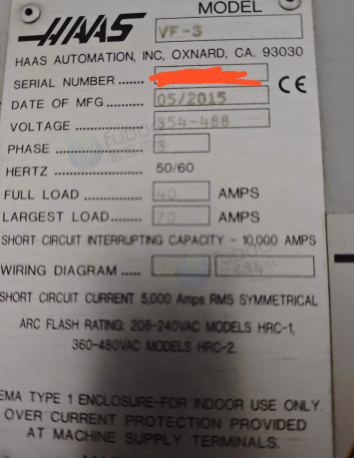 HAAS
MODEL
VF-3
HAAS AUTOMATION, INC, OXNARD, CA. 93030
SERIAL NUMBER ......
CE
DATE OF MFG ........ 05/2015
VOLTAGE ................ 354-488
PHASE .................... 3
HERTZ .................... 50/60
FULL LOAD ............ 40 AMPS
LARGEST LOAD........ 20 AMPS
SHORT CIRCUIT INTERRUPTING CAPACITY - 10,000 AMPS
WIRING DIAGRAM .....
SHORT CIRCUIT CURRENT 5,000 Amps RMS SYMMETRICAL
ARC FLASH RATING: 208-240VAC MODELS HRC-1,
360-480VAC MODELS HRC-2
EMA TYPE 1 ENCLOSURE-FOR INDOOR USE ONLY.
OVER CURRENT PROTECTION PROVIDED
AT MACHINE SUPPLY TERMINALS.